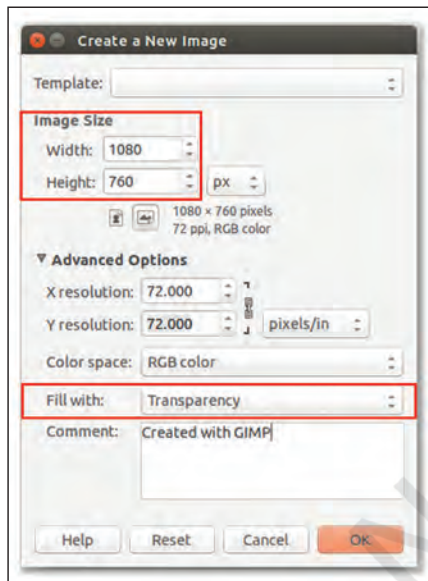 Create a New Image
Template:
Image Size
Width: 1080
Height: 760 px
1080 × 760 pixels
72 ppi, RGB color
Advanced Options
X resolution: 72.000
Y resolution: 72.000 pixels/in
Color space: RGB color
Fill with: Transparency
Comment: Created with GIMP
Help Reset Cancel OK